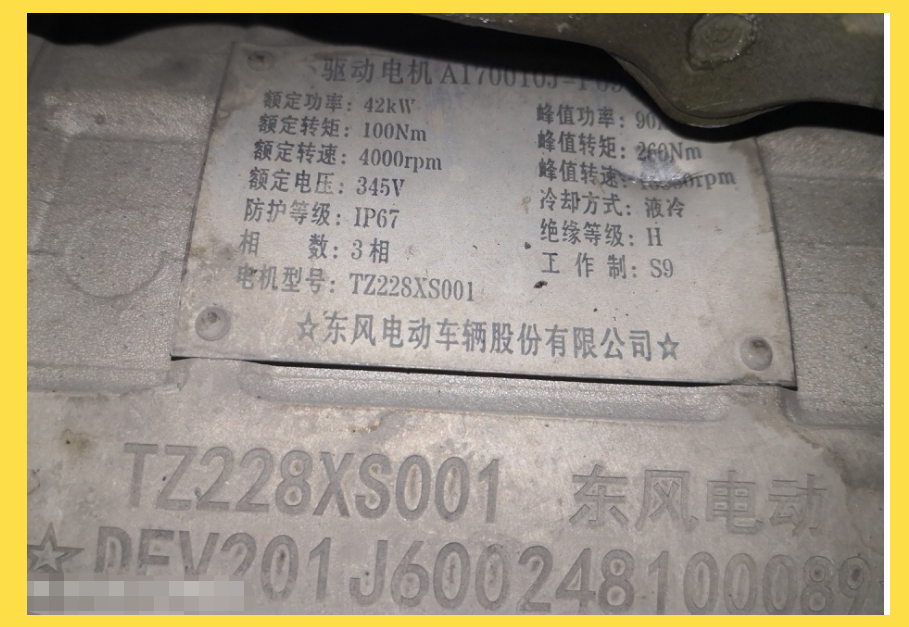 驱动电机
额定功率：42kW
峰值功率：
额定转矩：100Nm
峰值转矩：260Nm
额定转速：4000rpm
峰值转速：
额定电压：345V
冷却方式：液冷
防护等级：IP67
绝缘等级：H
相 数：3相
工 作 制：S9
电机型号：TZ228XS001
☆东风电动车辆股份有限公司☆
TZ228XS001 东风电动
☆DFV201J600248100089